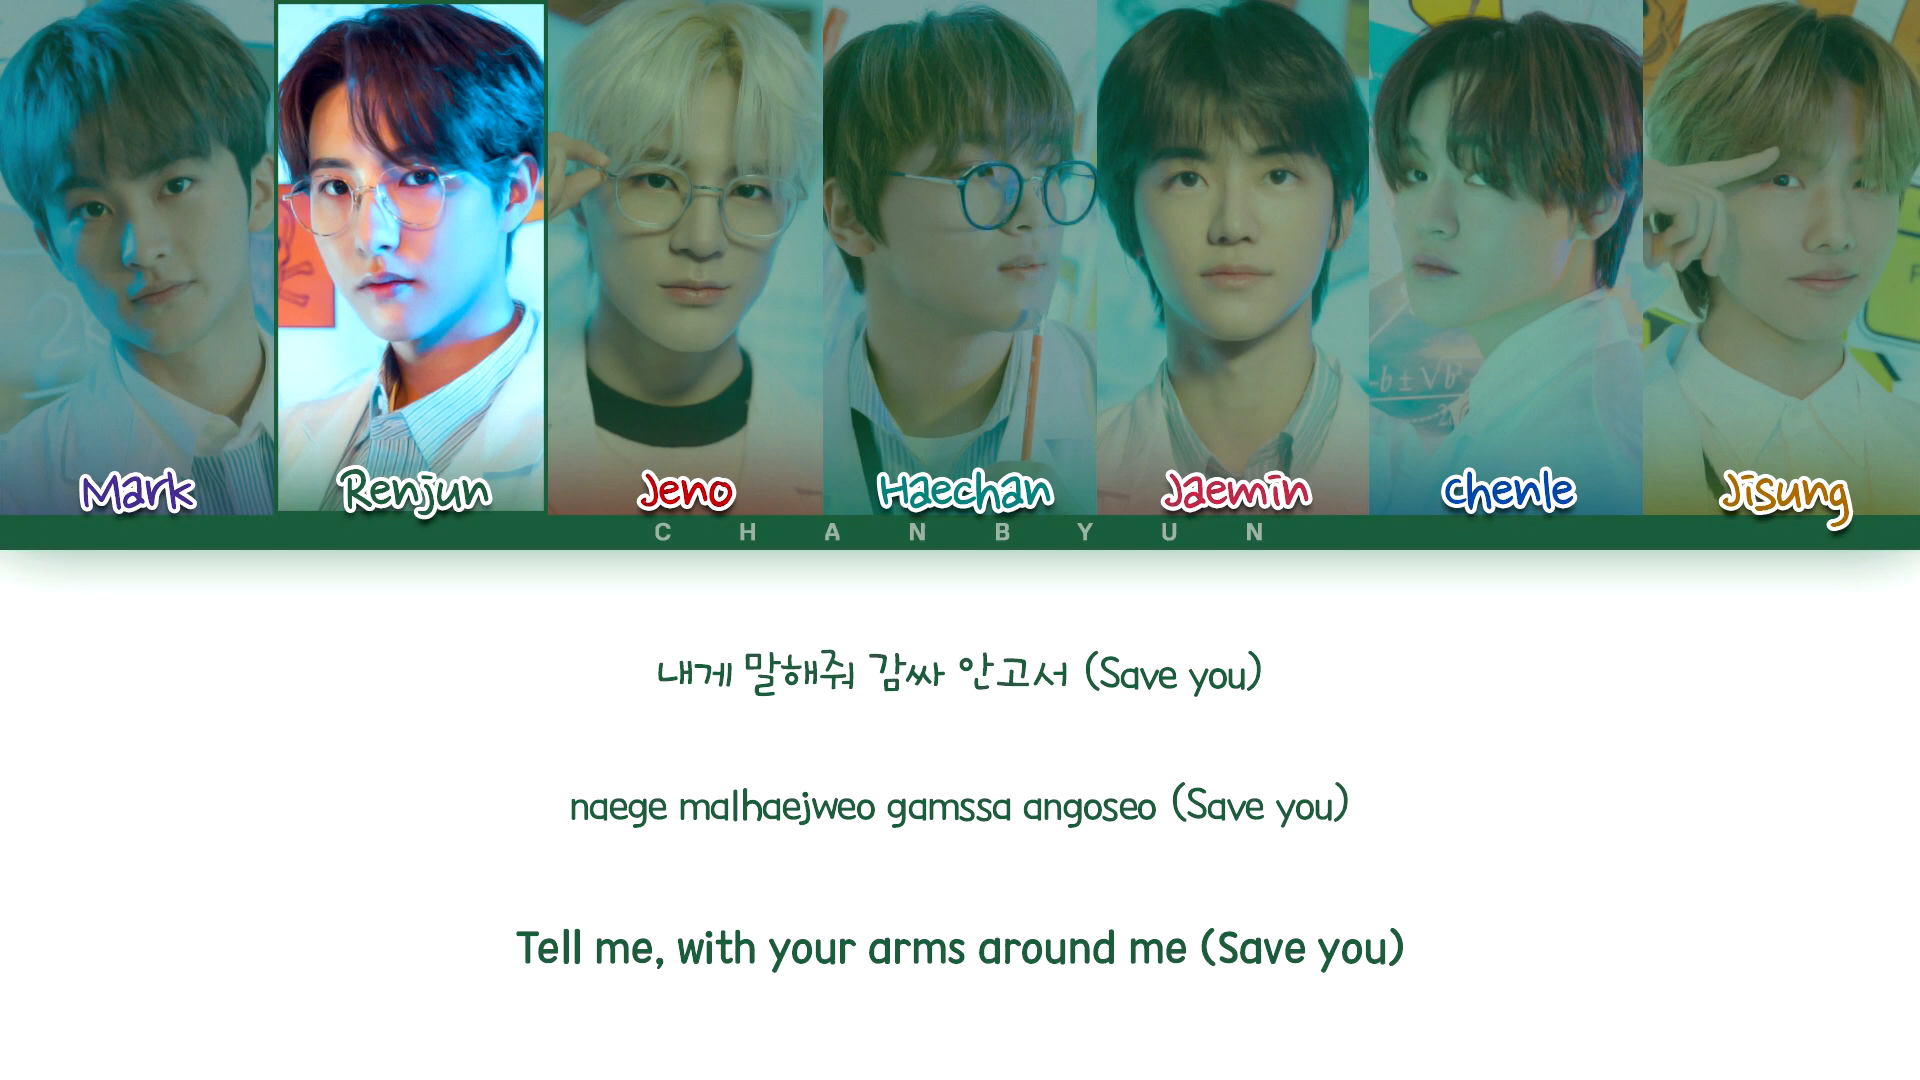 Mark Renjun Jeno Haechan Jaemin chenle Jisung
CHANBYUN
내게 말해줘 감싸 안고서 (Save you)
naege malhaejweo gamssa angoseo (Save you)
Tell me, with your arms around me (Save you)